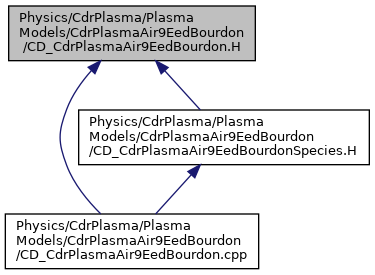 Physics/CdrPlasma/Plasma
Models/CdrPlasmaAir9EedBourdon
/CD_CdrPlasmaAir9EedBourdon.H
Physics/CdrPlasma/Plasma
Models/CdrPlasmaAir9EedBourdon
/CD_CdrPlasmaAir9EedBourdonSpecies.H
Physics/CdrPlasma/Plasma
Models/CdrPlasmaAir9EedBourdon
/CD_CdrPlasmaAir9EedBourdon.cpp